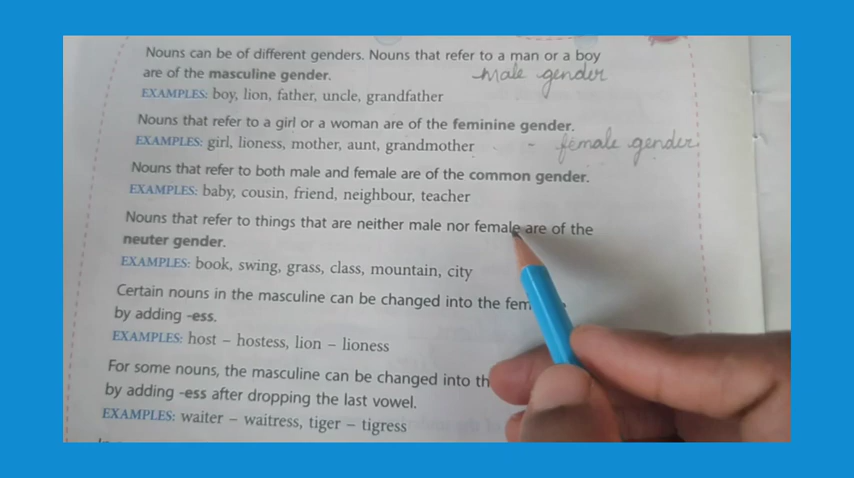 Nouns can be of different genders. Nouns that refer to a man or a boy
are of the masculine gender.
Male gender
EXAMPLES: boy, lion, father, uncle, grandfather
Nouns that refer to a girl or a woman are of the feminine gender.
EXAMPLES: girl, lioness, mother, aunt, grandmother
- female gender
Nouns that refer to both male and female are of the common gender.
EXAMPLES: baby, cousin, friend, neighbour, teacher
Nouns that refer to things that are neither male nor female are of the
neuter gender.
EXAMPLES: book, swing, grass, class, mountain, city
Certain nouns in the masculine can be changed into the
by adding -ess.
EXAMPLES: host – hostess, lion – lioness
For some nouns, the masculine can be changed into
by adding -ess after dropping the last vowel.
EXAMPLES: waiter – waitress, tiger – tigress